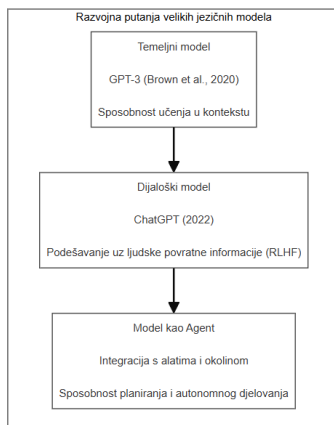 Razvojna putanja velikih jezičnih modela
Temeljni model
GPT-3 (Brown et al., 2020)
Sposobnost učenja u kontekstu
Dijaloški model
ChatGPT (2022)
Podešavanje uz ljudske povratne informacije (RLHF)
Model kao Agent
Integracija s alatima i okolinom
Sposobnost planiranja i autonomnog djelovanja